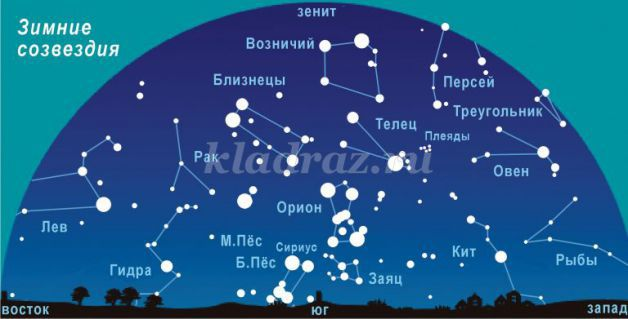 Зимние
созвездия
зенит
Возничий
Близнецы
Персей
Треугольник
Телец
Плеяды
Рак
kladraz.ru
Овен
Орион
Лев
М.Пёс
Сириус
Б.Пёс
Кит
Рыбы
Гидра
Заяц
восток
юг
запад